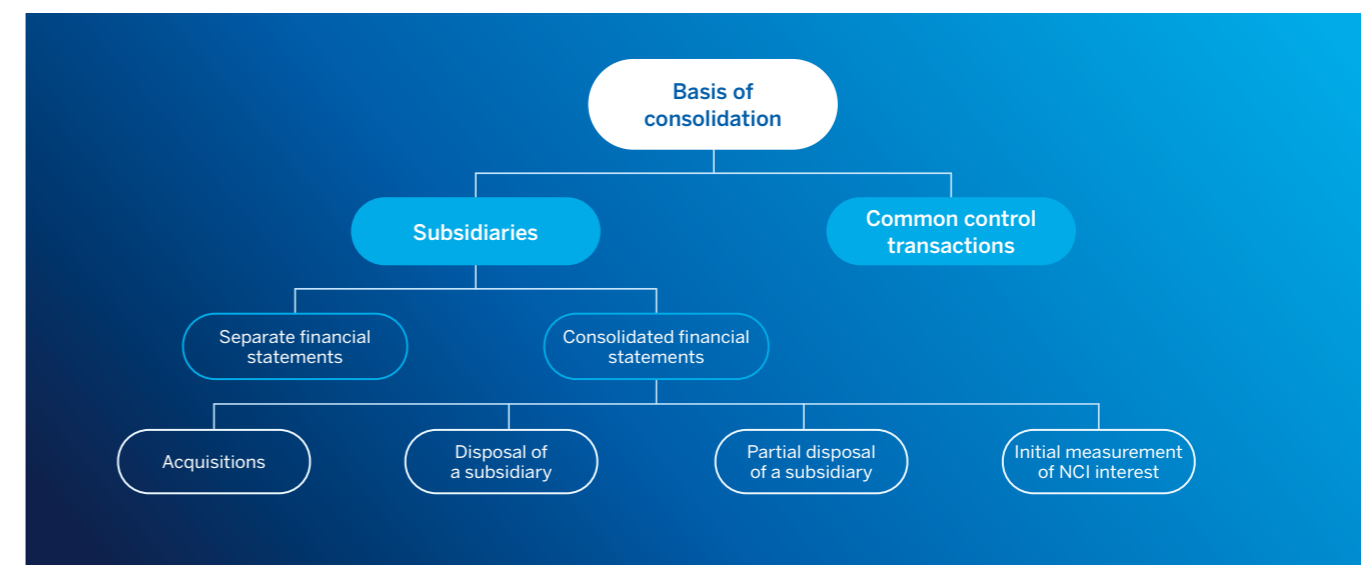 Basis of
consolidation
Subsidiaries
Common control
transactions
Separate financial
statements
Consolidated financial
statements
Acquisitions
Disposal of
a subsidiary
Partial disposal
of a subsidiary
Initial measurement
of NCI interest